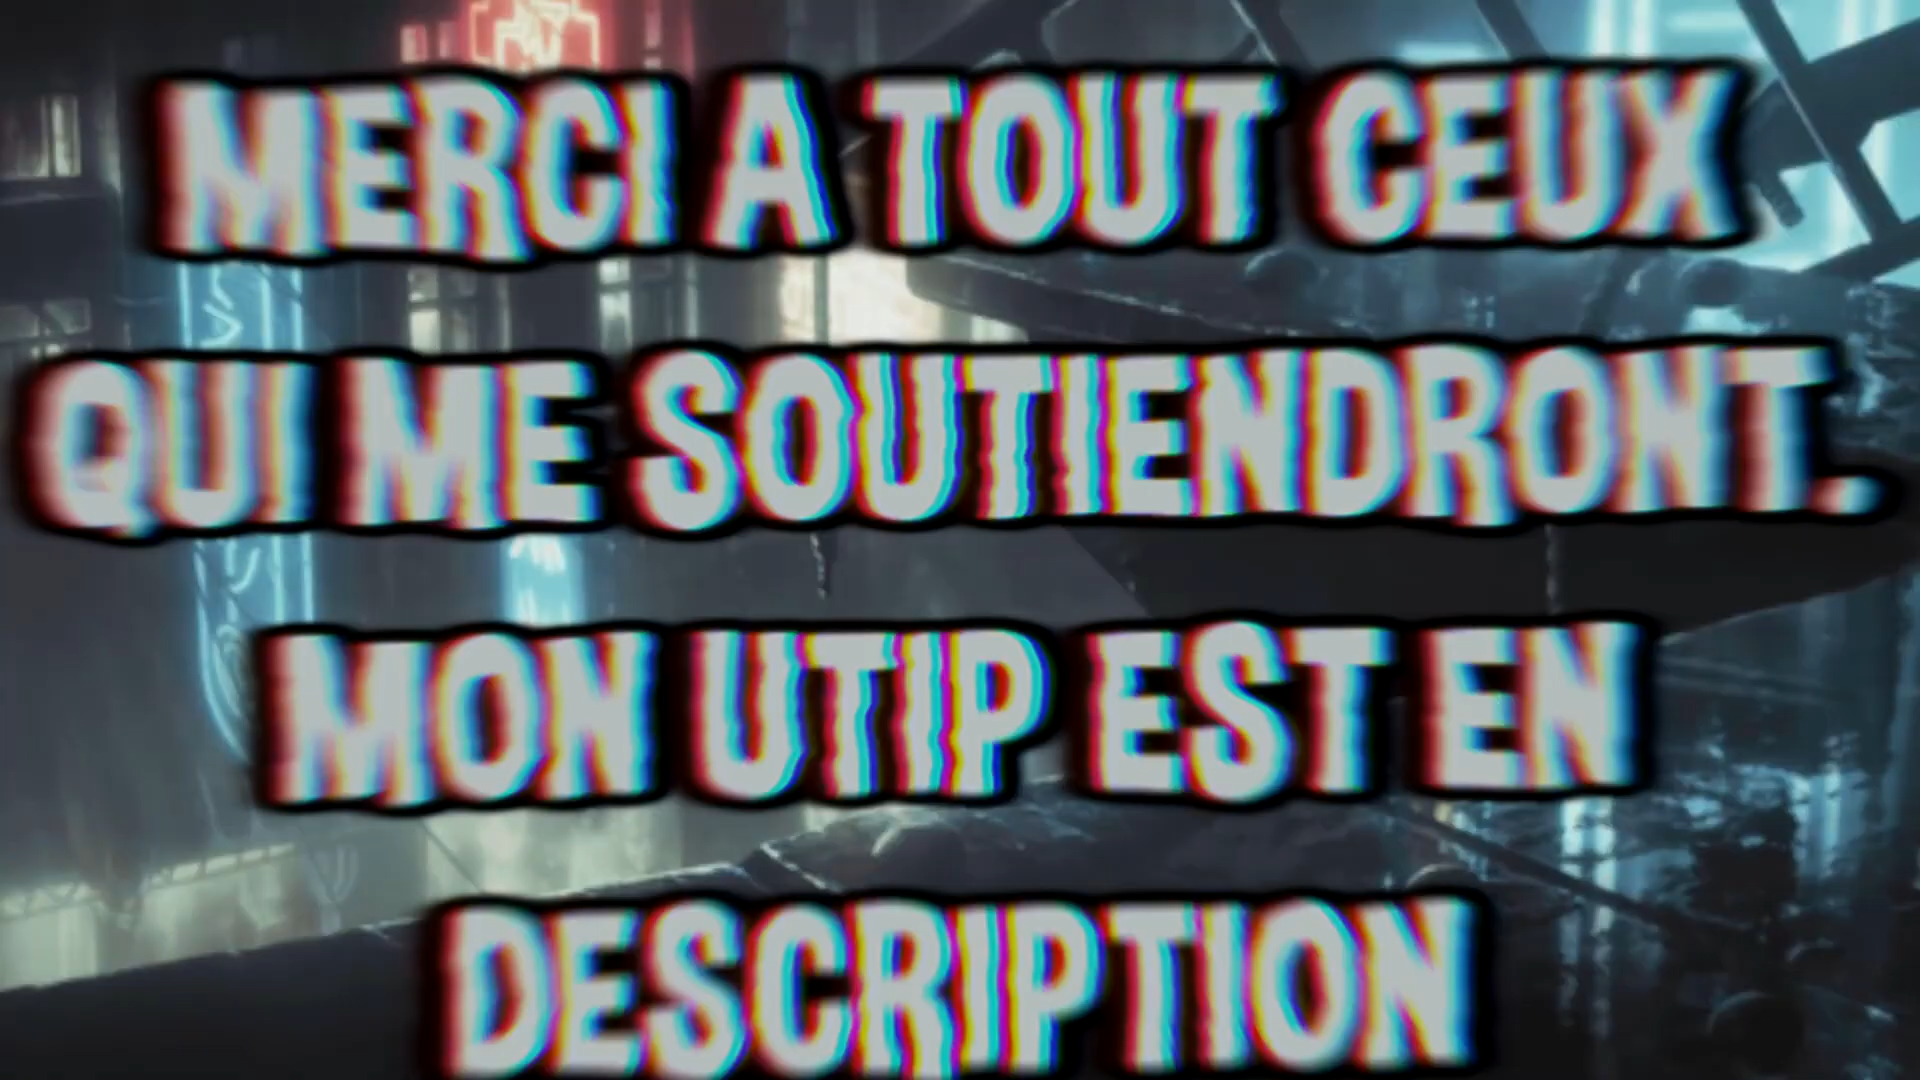 MERCI A TOUT CEUX
QUI ME SOUTIENDRONT.
MON UTIP EST EN
DESCRIPTION